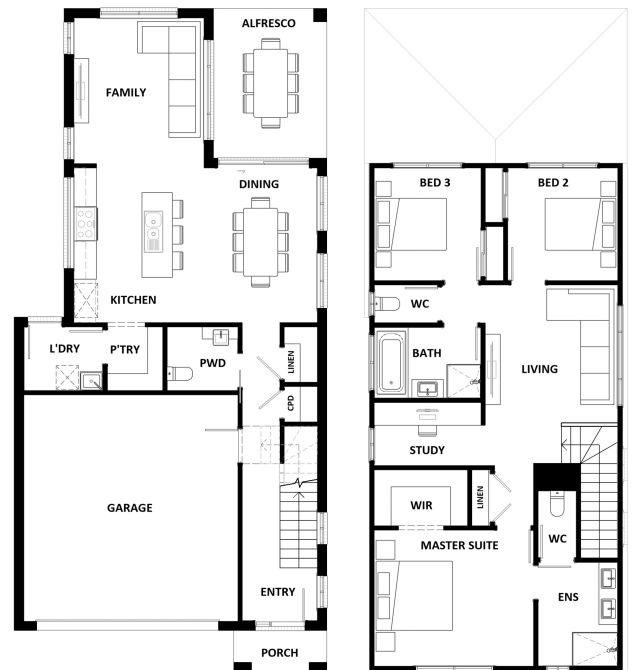 ALFRESCO
FAMILY
DINING
KITCHEN
L'DRY
P'TRY
PWD
LINEN
CPD
GARAGE
ENTRY
PORCH
BED 3
BED 2
WC
BATH
LIVING
STUDY
WIR
LINEN
WC
MASTER SUITE
ENS